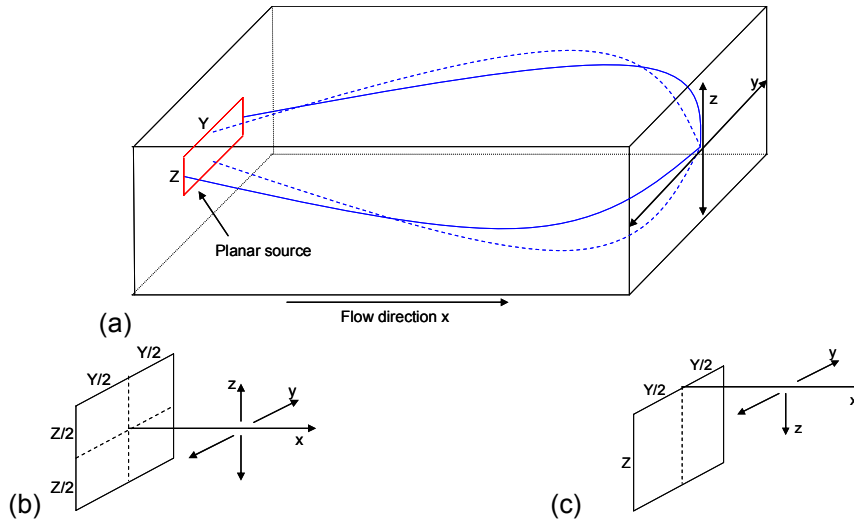 Y
Z
z
y
Planar source
Flow direction x
(a)
Y/2
Y/2
Z/2
Z/2
z
y
x
(b)
Y/2
Y/2
Z
y
x
z
(c)